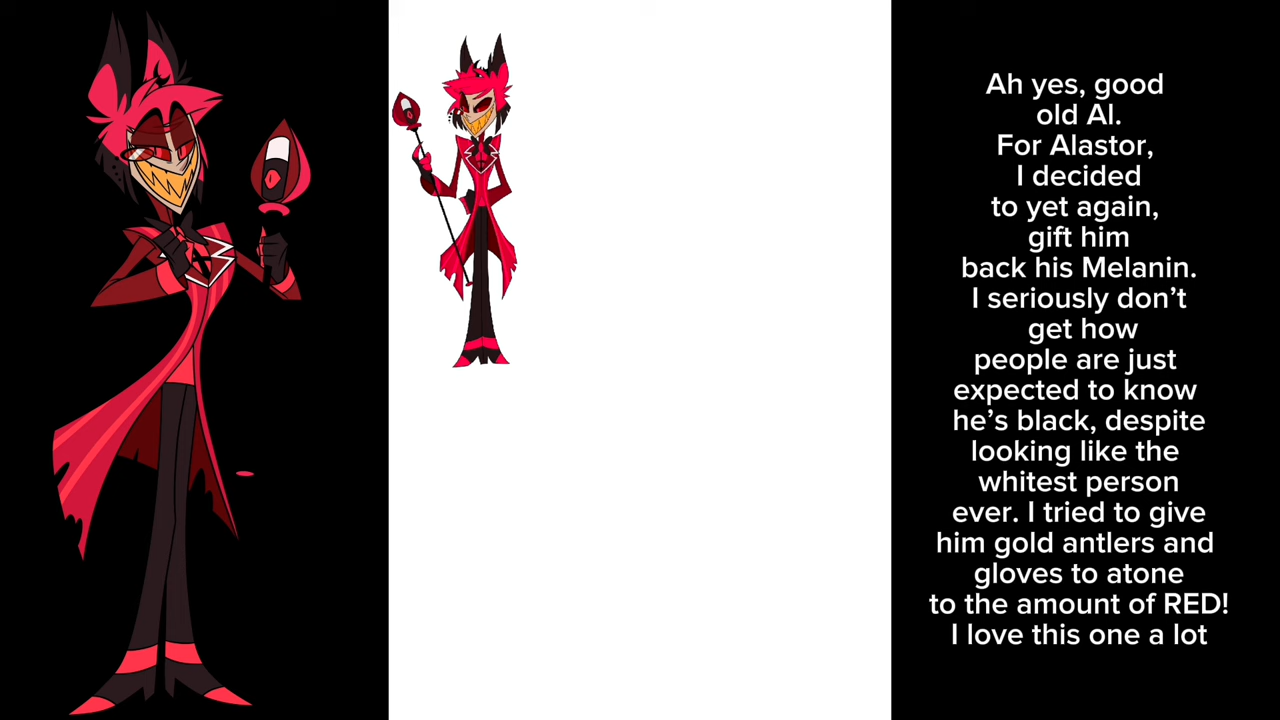 Ah yes, good
old Al.
For Alastor,
I decided
to yet again,
gift him
back his Melanin.
I seriously don’t
get how
people are just
expected to know
he’s black, despite
looking like the
whitest person
ever. I tried to give
him gold antlers and
gloves to atone
to the amount of RED!
I love this one a lot